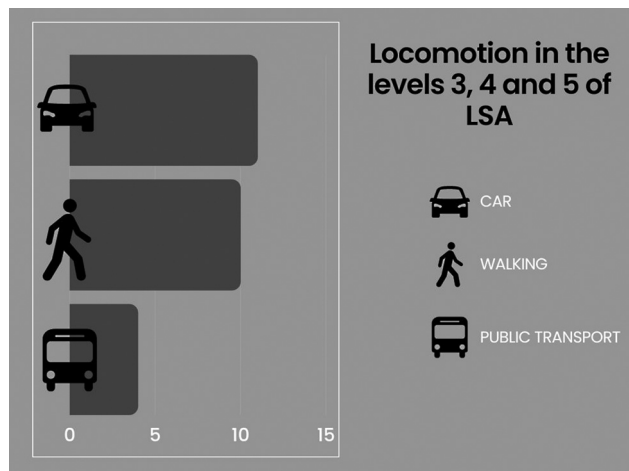 Locomotion in the
levels 3, 4 and 5 of
LSA
CAR
WALKING
PUBLIC TRANSPORT
0 5 10 15